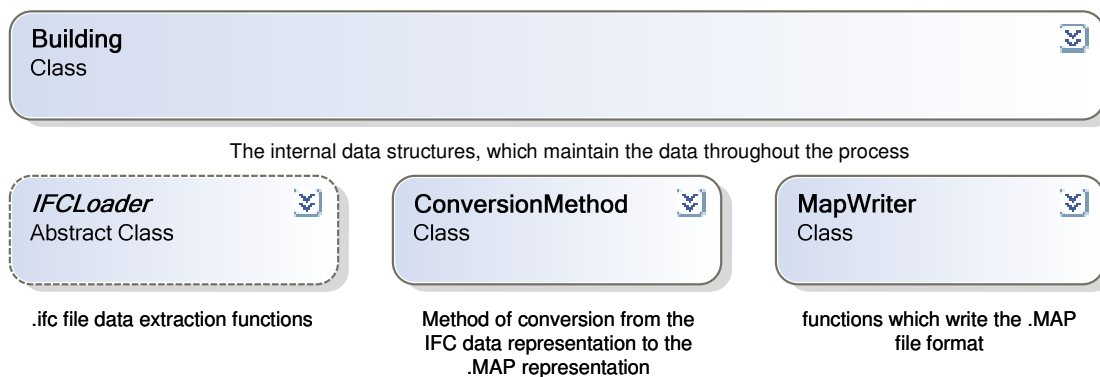 Building
Class
The internal data structures, which maintain the data throughout the process
IFCLoader
Abstract Class
ConversionMethod
Class
MapWriter
Class
.ifc file data extraction functions
Method of conversion from the
IFC data representation to the
.MAP representation
functions which write the .MAP
file format